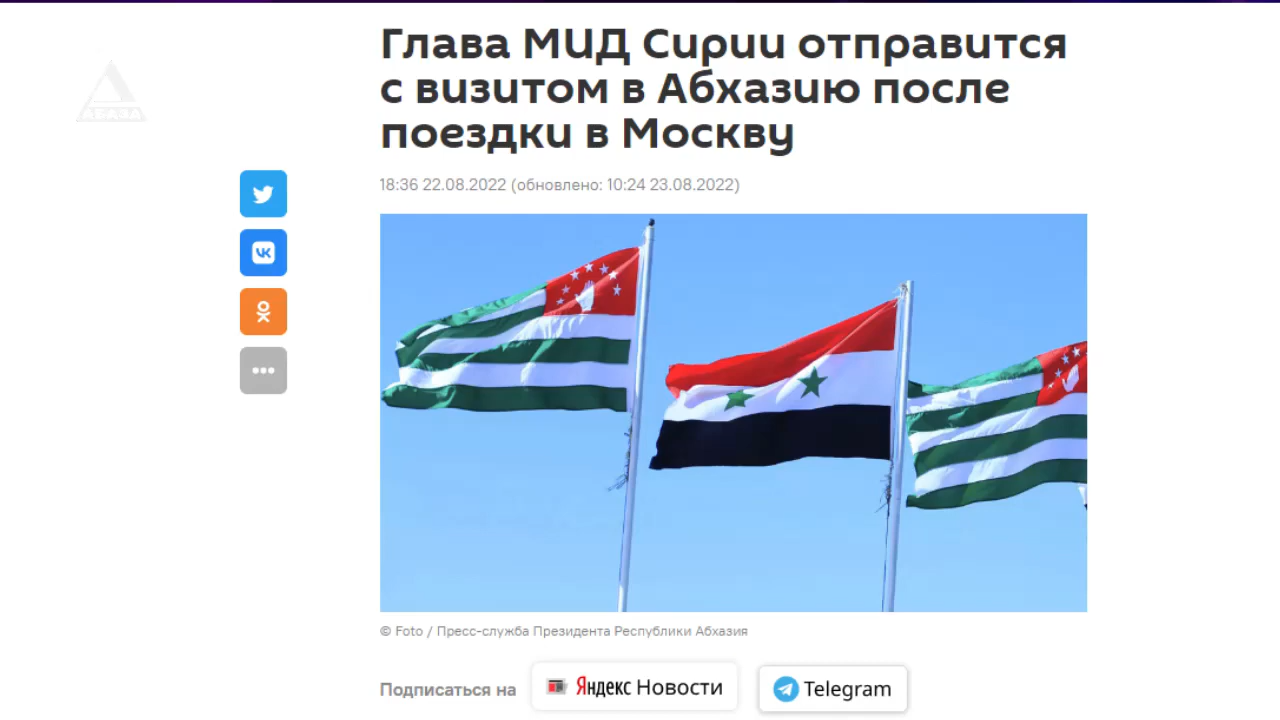 АБАЗА
Глава МИД Сирии отправится
с визитом в Абхазию после
поездки в Москву
18:36 22.08.2022 (обновлено: 10:24 23.08.2022)
© Foto / Пресс-служба Президента Республики Абхазия
Подписаться на
Яндекс Новости
Telegram